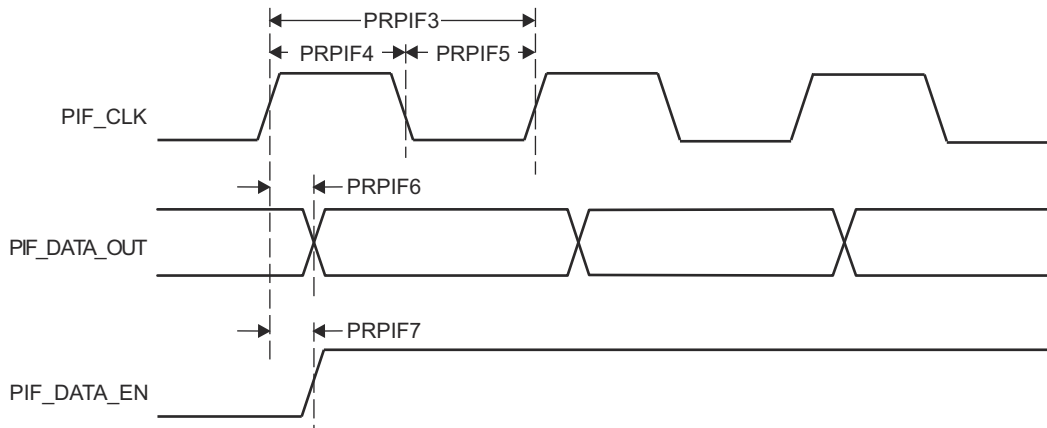 PRPIF3
PRPIF4
PRPIF5
PIF_CLK
PRPIF6
PIF_DATA_OUT
PRPIF7
PIF_DATA_EN